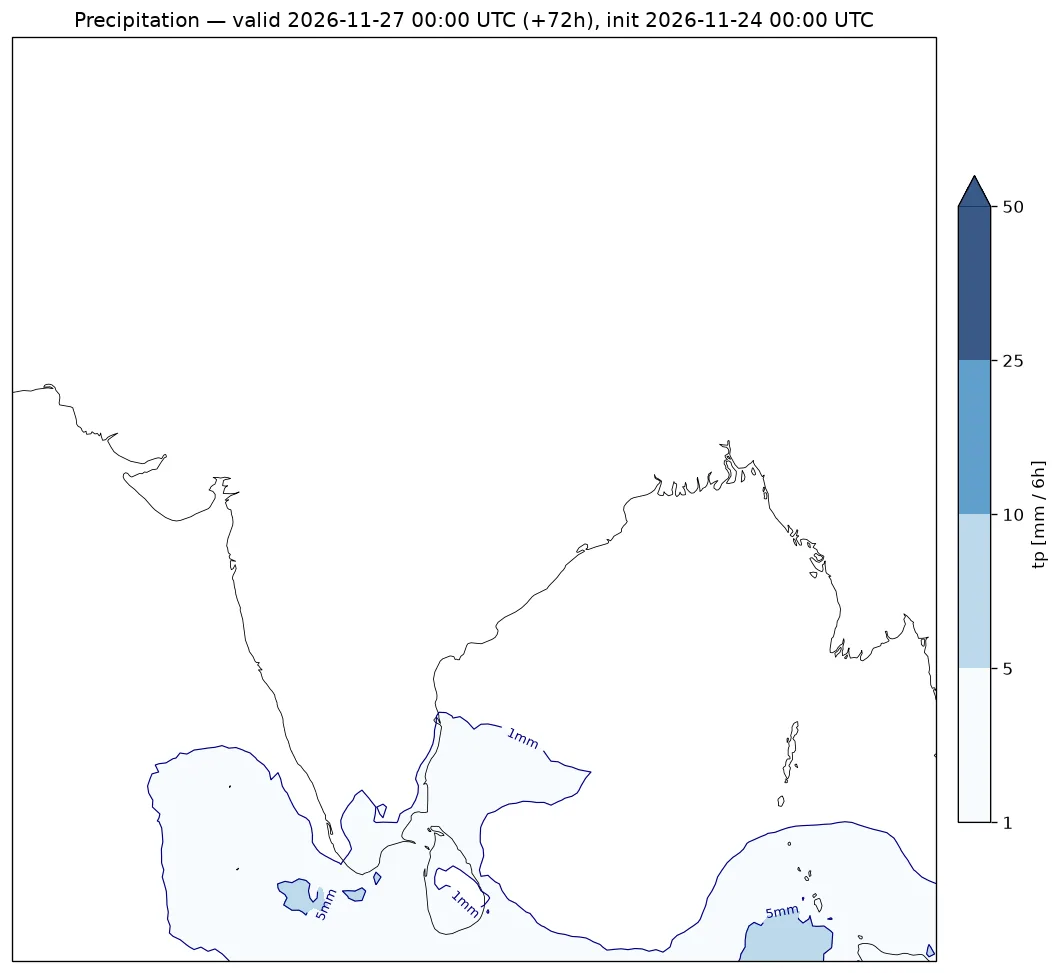 Precipitation — valid 2026-11-27 00:00 UTC (+72h), init 2026-11-24 00:00 UTC
50
25
10
5
1
tp [mm / 6h]
1mm
1mm
5mm
5mm